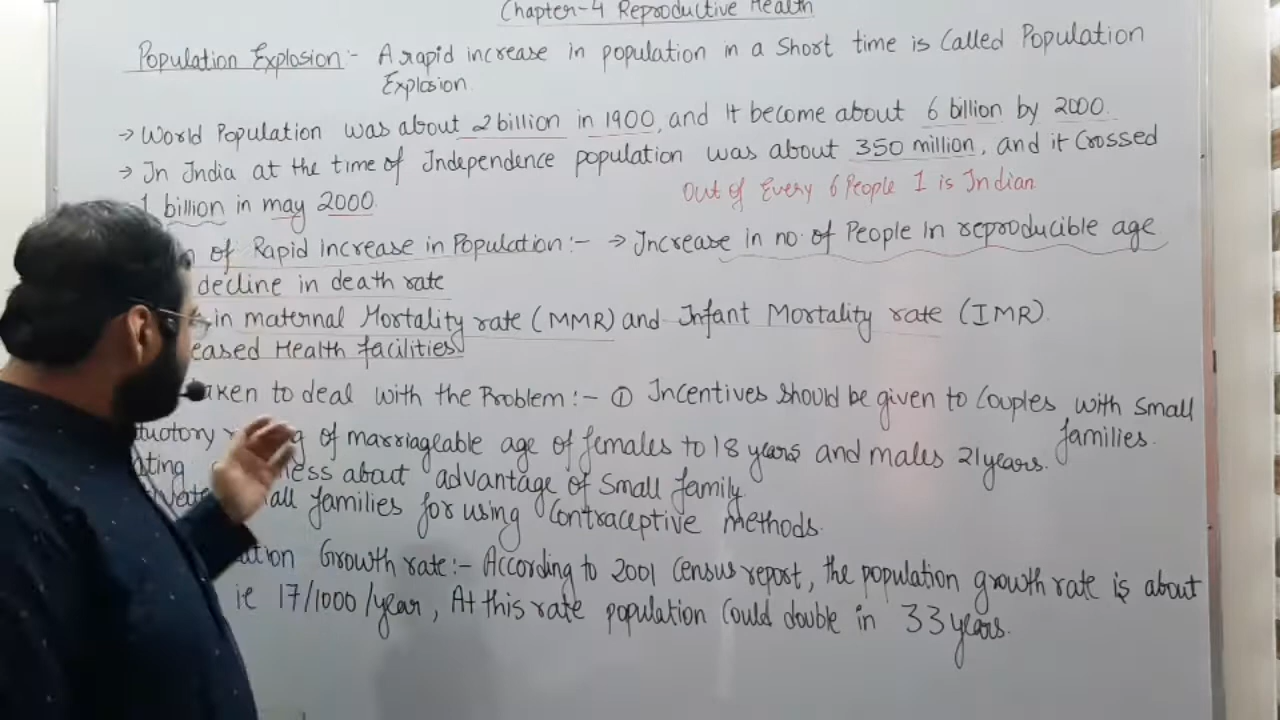 Chapter-4 Reproductive Health
Population Explosion:- A rapid increase in population in a Short time is Called Population
Explosion.
→ World Population was about 2 billion in 1900, and It become about 6 billion by 2000.
→ In India at the time of Independence population was about 350 million, and it Crossed
1 billion in may 2000.
Out of Every 6 People 1 is Indian
of Rapid increase in Population:- → Increase in no. of People in reproducible age
decline in death rate
in maternal Mortality rate (MMR) and Infant Mortality rate (IMR).
eased Health facilities
aken to deal with the Problem:- ① Incentives should be given to Couples with Small
families.
of marriageable age of females to 18 years and males 21 years.
ness about advantage of Small family.
families for using Contraceptive methods.
ation Growth rate:- According to 2001 Census report, the population growth rate is about
ie 17/1000/year, At this rate population Could double in 33 years.